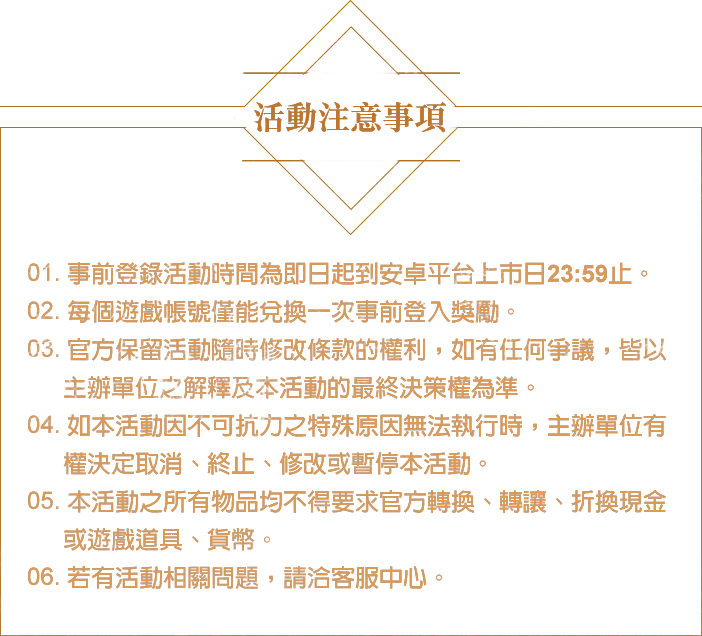 活動注意事項
01. 事前登錄活動時間為即日起到安卓平台上市日23:59止。
02. 每個遊戲帳號僅能兌換一次事前登入獎勵。
03. 官方保留活動隨時修改條款的權利，如有任何爭議，皆以
主辦單位之解釋及本活動的最終決策權為準。
04. 如本活動因不可抗力之特殊原因無法執行時，主辦單位有
權決定取消、終止、修改或暫停本活動。
05. 本活動之所有物品均不得要求官方轉換、轉讓、折換現金
或遊戲道具、貨幣。
06. 若有活動相關問題，請洽客服中心。